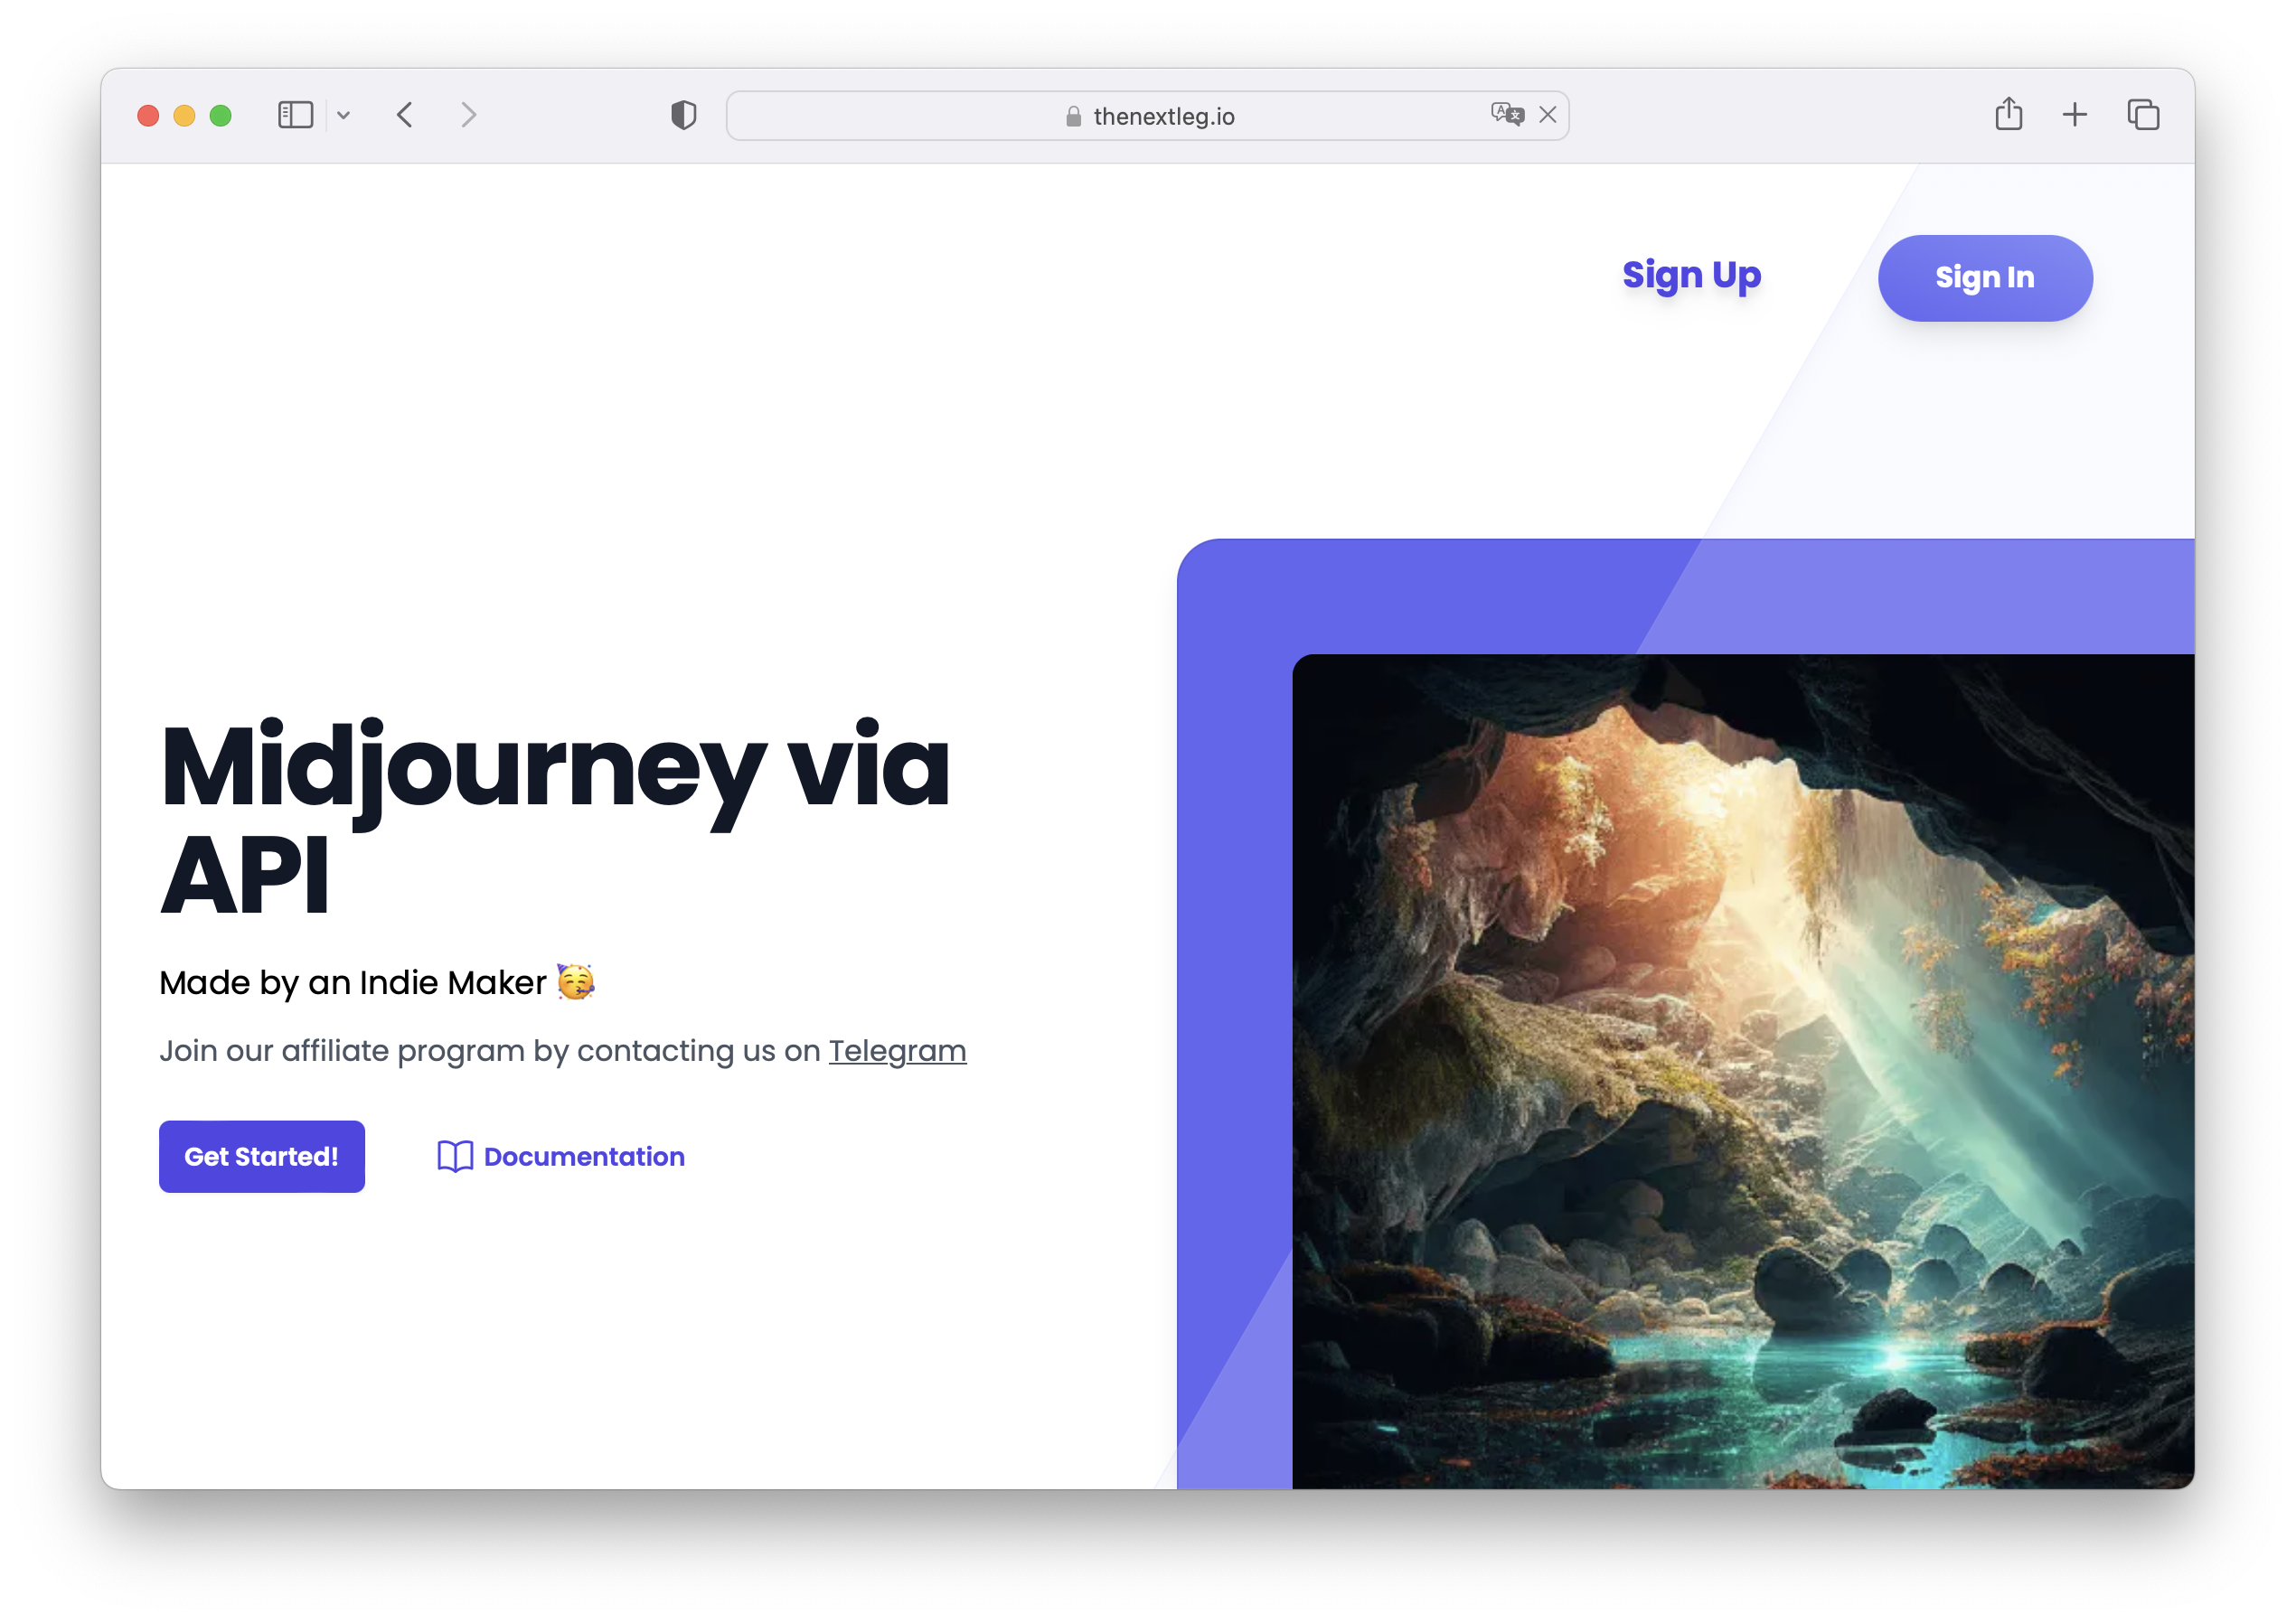 thenextleg.io
Sign Up
Sign In
Midjourney via
API
Made by an Indie Maker 🥳
Join our affiliate program by contacting us on Telegram
Get Started!
Documentation